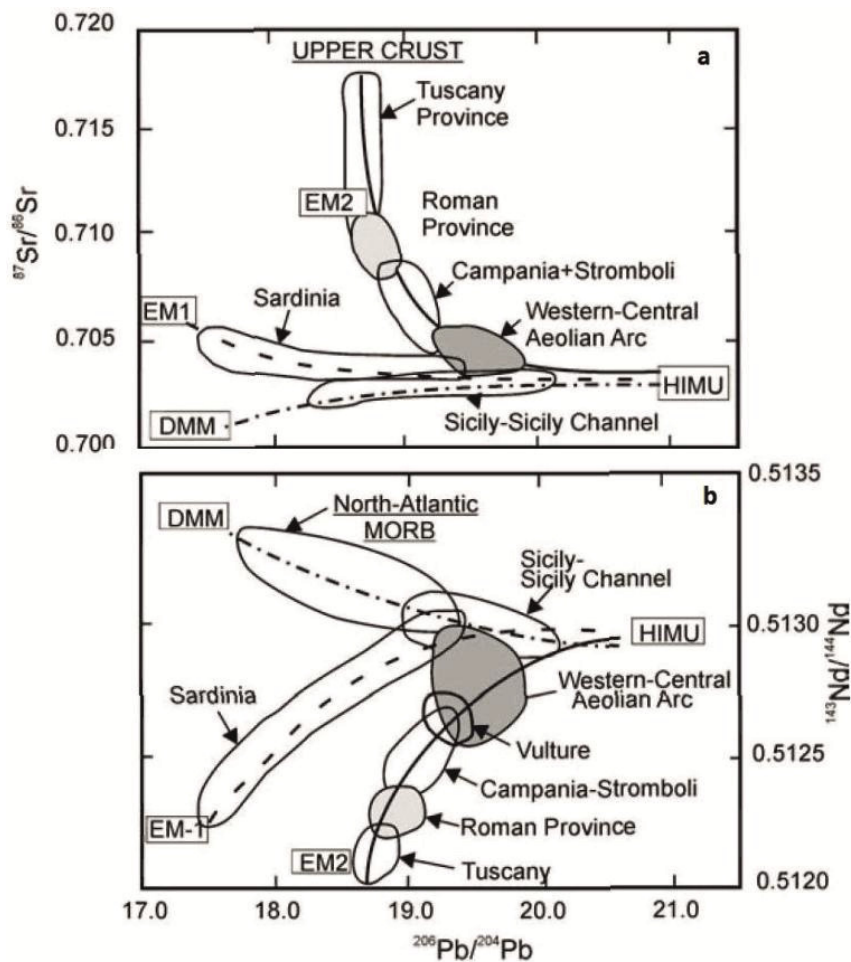 0.720
UPPER CRUST
a
Tuscany
Province
0.715
EM2
Roman
Province
0.710
⁸⁷Sr/⁸⁶Sr
Campania+Stromboli
Sardinia
EM1
Western-Central
Aeolian Arc
0.705
HIMU
DMM
Sicily-Sicily Channel
0.700
0.5135
b
North-Atlantic
MORB
DMM
Sicily-
Sicily Channel
0.5130
HIMU
¹⁴³Nd/¹⁴⁴Nd
Western-Central
Aeolian Arc
Sardinia
Vulture
0.5125
Campania-Stromboli
EM-1
Roman Province
EM2
Tuscany
0.5120
17.0 18.0 19.0 20.0 21.0
²⁰⁶Pb/²⁰⁴Pb